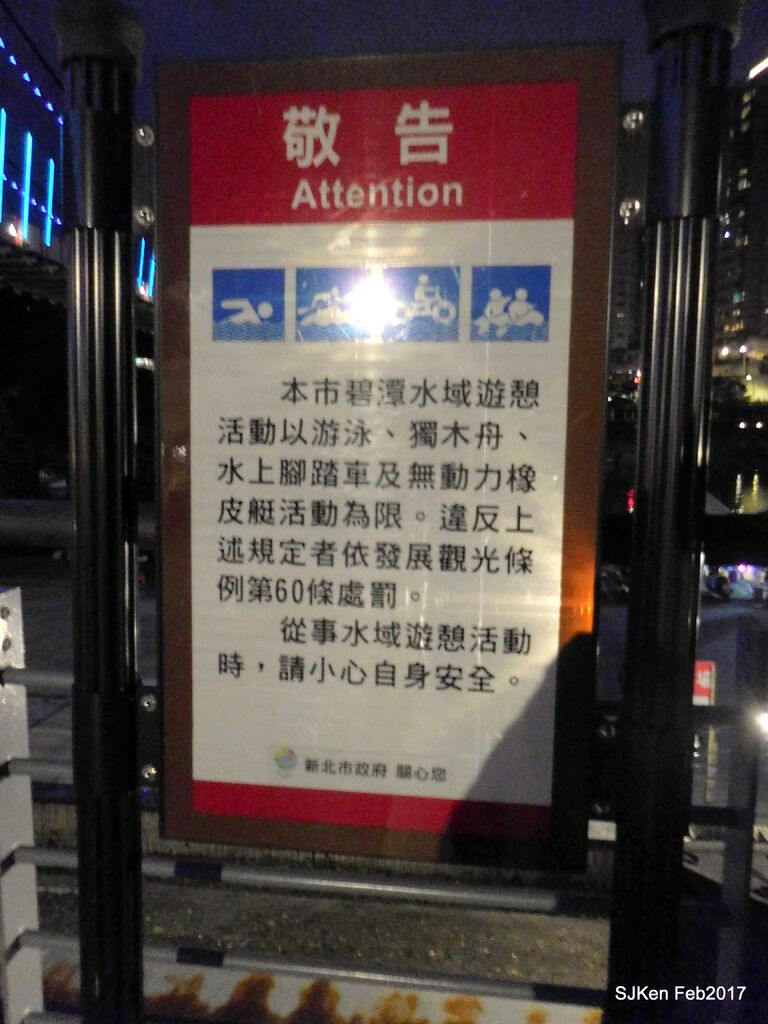 敬告
Attention
本市碧潭水域遊憩
活動以游泳、獨木舟、
水上腳踏車及無動力橡
皮艇活動為限。違反上
述規定者依發展觀光條
例第60條處罰。
從事水域遊憩活動
時，請小心自身安全。
新北市政府 關心您
SJKen Feb2017